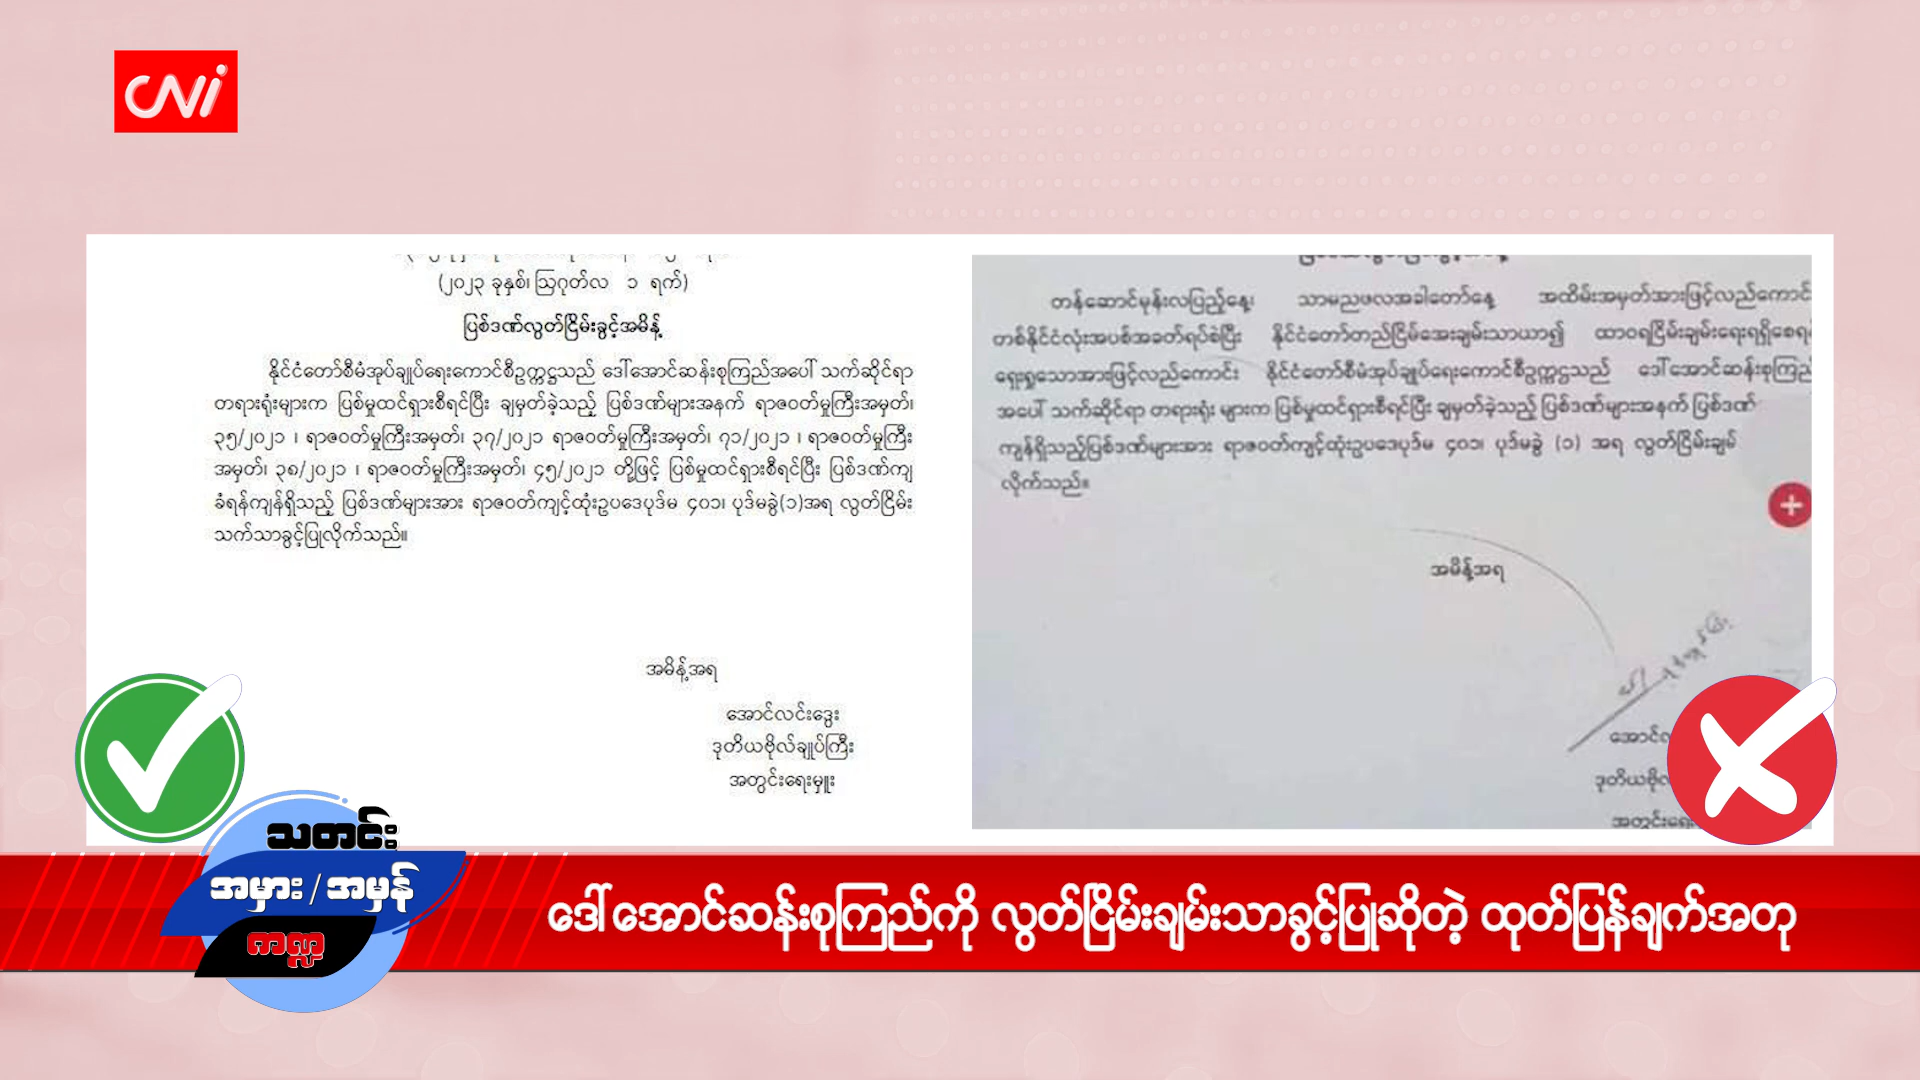 CNI
(၂၀၂၃ ခုနှစ်၊ ဩဂုတ်လ ၁ ရက်)
ပြစ်ဒဏ်လွတ်ငြိမ်းခွင့်အမိန့်
နိုင်ငံတော်စီမံအုပ်ချုပ်ရေးကောင်စီဥက္ကဋ္ဌသည် ဒေါ်အောင်ဆန်းစုကြည်အပေါ် သက်ဆိုင်ရာ
တရားရုံးများက ပြစ်မှုထင်ရှားစီရင်ပြီး ချမှတ်ခဲ့သည့် ပြစ်ဒဏ်များအနက် ရာဇဝတ်မှုကြီးအမှတ်၊
၃၅/၂၀၂၁ ၊ ရာဇဝတ်မှုကြီးအမှတ်၊ ၃၇/၂၀၂၁ ရာဇဝတ်မှုကြီးအမှတ်၊ ၇၁/၂၀၂၁ ၊ ရာဇဝတ်မှုကြီး
အမှတ်၊ ၃၈/၂၀၂၁ ၊ ရာဇဝတ်မှုကြီးအမှတ်၊ ၄၅/၂၀၂၁ တို့ဖြင့် ပြစ်မှုထင်ရှားစီရင်ပြီး ပြစ်ဒဏ်ကျ
ခံရန်ကျန်ရှိသည့် ပြစ်ဒဏ်များအား ရာဇဝတ်ကျင့်ထုံးဥပဒေပုဒ်မ ၄၀၁၊ ပုဒ်မခွဲ(၁)အရ လွတ်ငြိမ်း
သက်သာခွင့်ပြုလိုက်သည်။
အမိန့်အရ
အောင်လင်းဒွေး
ဒုတိယဗိုလ်ချုပ်ကြီး
အတွင်းရေးမှူး
တန်ဆောင်မုန်းလပြည့်နေ့၊ သာမညဖလအခါတော်နေ့ အထိမ်းအမှတ်အားဖြင့်လည်ကောင်
တစ်နိုင်ငံလုံးအပစ်အခတ်ရပ်စဲပြီး နိုင်ငံတော်တည်ငြိမ်အေးချမ်းသာယာ၍ ထာဝရငြိမ်းချမ်းရေးရရှိစေရန်
ရှေးရှုသောအားဖြင့်လည်ကောင်း နိုင်ငံတော်စီမံအုပ်ချုပ်ရေးကောင်စီဥက္ကဋ္ဌသည် ဒေါ်အောင်ဆန်းစုကြည်
အပေါ် သက်ဆိုင်ရာ တရားရုံး များက ပြစ်မှုထင်ရှားစီရင်ပြီး ချမှတ်ခဲ့သည့် ပြစ်ဒဏ်များအနက် ပြစ်ဒဏ်
ကျန်ရှိသည့်ပြစ်ဒဏ်များအား ရာဇဝတ်ကျင့်ထုံးဥပဒေပုဒ်မ ၄၀၁၊ ပုဒ်မခွဲ (၁) အရ လွတ်ငြိမ်းချမ်
လိုက်သည်။
အမိန့်အရ
အောင်လ
ဒုတိယဗိုလ်
အတွင်းရေး
သတင်း
အမှား / အမှန်
ကဏ္ဍ
ဒေါ်အောင်ဆန်းစုကြည်ကို လွတ်ငြိမ်းချမ်းသာခွင့်ပြုဆိုတဲ့ ထုတ်ပြန်ချက်အတု